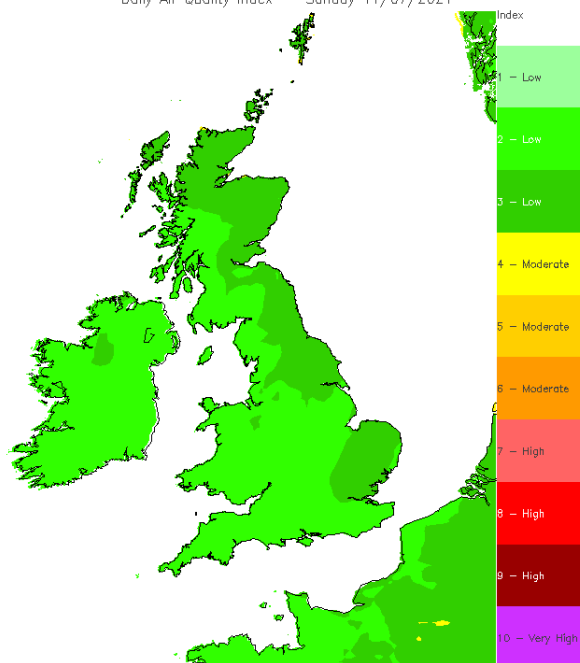 Daily Air Quality Index Sunday 11/07/2021
Index
1 - Low
2 - Low
3 - Low
4 - Moderate
5 - Moderate
6 - Moderate
7 - High
8 - High
9 - High
10 - Very High